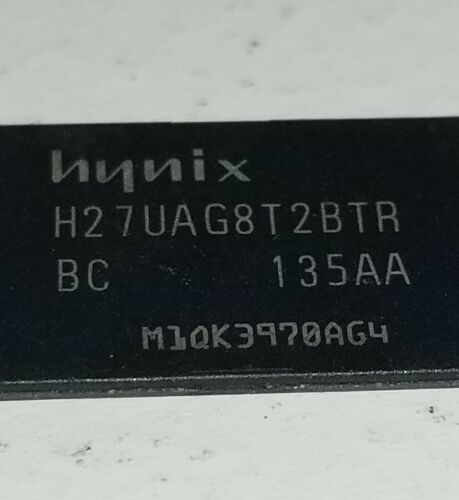 hynix
H27UAG8T2BTR
BC 135AA
M1QK3970AG4